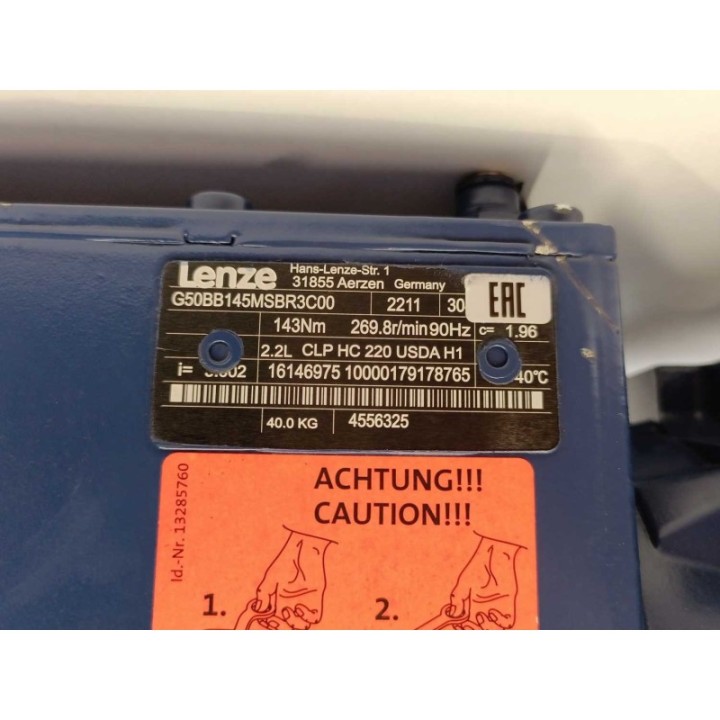 Lenze Hans-Lenze-Str. 1
31855 Aerzen Germany
G50BB145MSBR3C00 2211 30
EAC
143Nm 269.8r/min 90Hz c= 1.96
2.2L CLP HC 220 USDA H1
i= 16146975 10000179178765 40°C
40.0 KG 4556325
Id.-Nr. 13285760
ACHTUNG!!!
CAUTION!!!
1. 2.